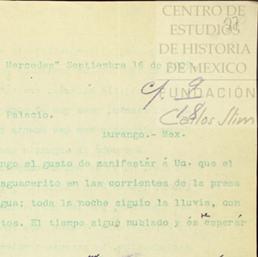 CENTRO DE
ESTUDIOS
DE HISTORIA
DE MEXICO
FUNDACIÓN
Carlos Slim
Mercedes" Septiembre 16 de
Palacio.
Durango.- Mex.
ngo el gusto de manifestar á Ud. que el
aguacerito en las corrientes de la presa
gua; toda la noche siguio la lluvia, con
tos. El tiempo sigue nublado y és esperar